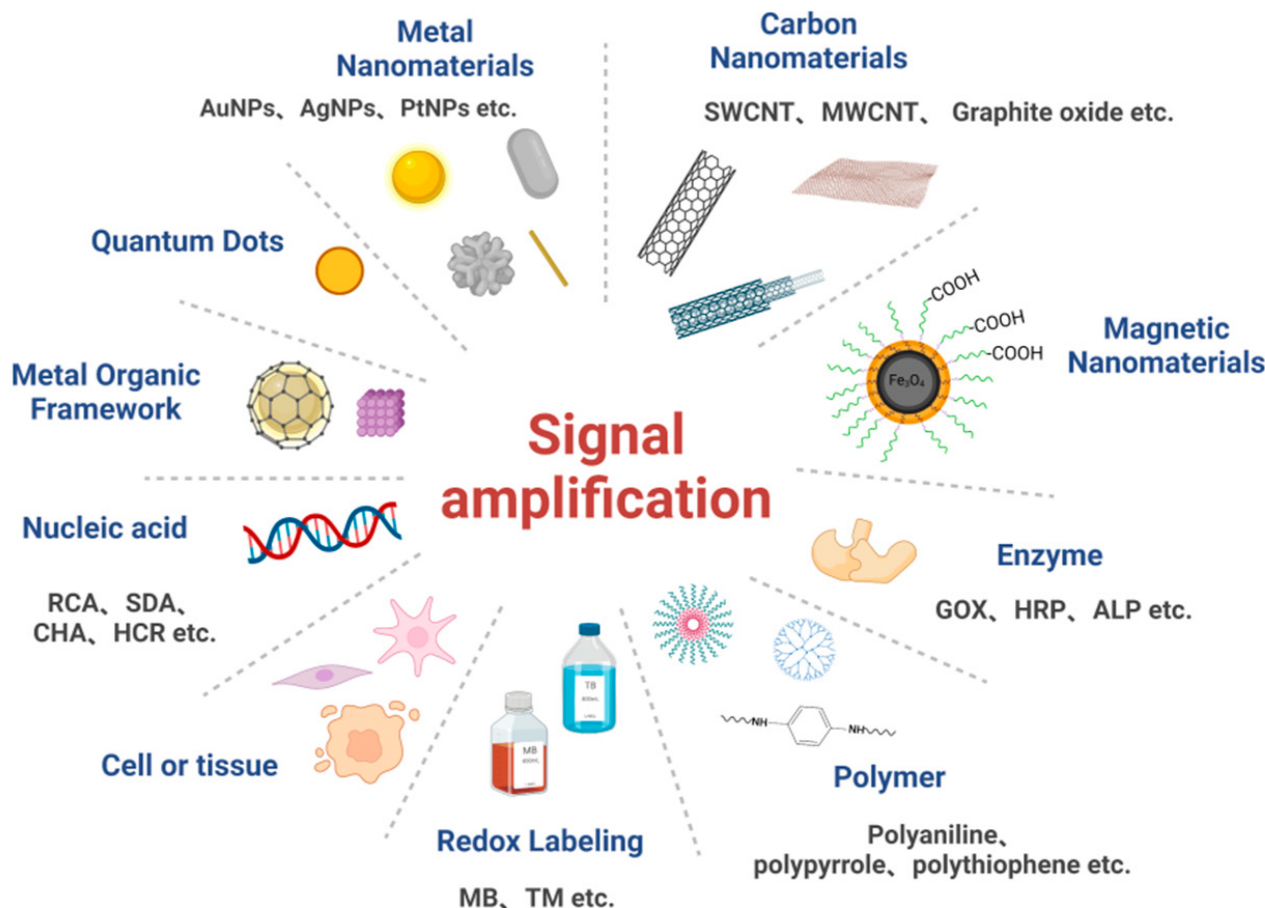 Metal
Nanomaterials
AuNPs、AgNPs、PtNPs etc.
Carbon
Nanomaterials
SWCNT、MWCNT、 Graphite oxide etc.
Quantum Dots
-COOH
-COOH
-COOH
Fe₃O₄
Magnetic
Nanomaterials
Metal Organic
Framework
Signal
amplification
Nucleic acid
RCA、SDA、
CHA、HCR etc.
Enzyme
GOX、HRP、ALP etc.
Cell or tissue
TB
MB
Redox Labeling
MB、TM etc.
NH
NH
Polymer
Polyaniline、
polypyrrole、polythiophene etc.